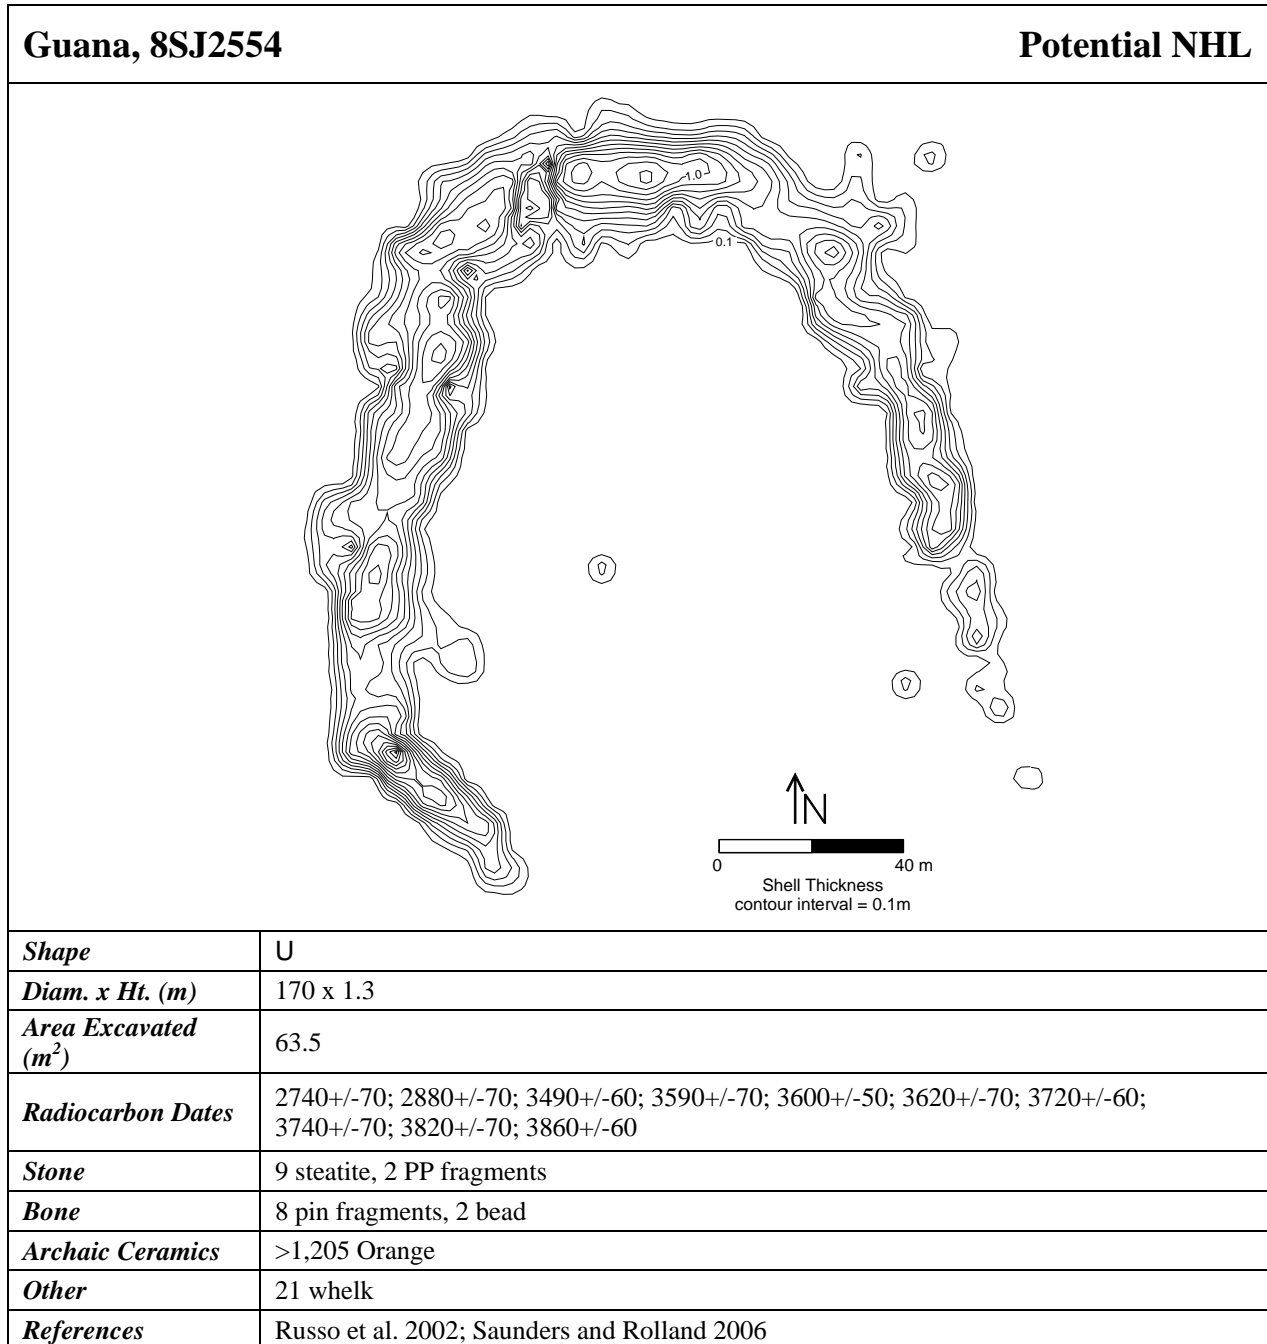 Guana, 8SJ2554 Potential NHL
1.0
0.1
N
0 40 m
Shell Thickness
contour interval = 0.1m
Shape U
Diam. x Ht. (m) 170 x 1.3
Area Excavated
(m²) 63.5
Radiocarbon Dates 2740+/-70; 2880+/-70; 3490+/-60; 3590+/-70; 3600+/-50; 3620+/-70; 3720+/-60;
3740+/-70; 3820+/-70; 3860+/-60
Stone 9 steatite, 2 PP fragments
Bone 8 pin fragments, 2 bead
Archaic Ceramics >1,205 Orange
Other 21 whelk
References Russo et al. 2002; Saunders and Rolland 2006